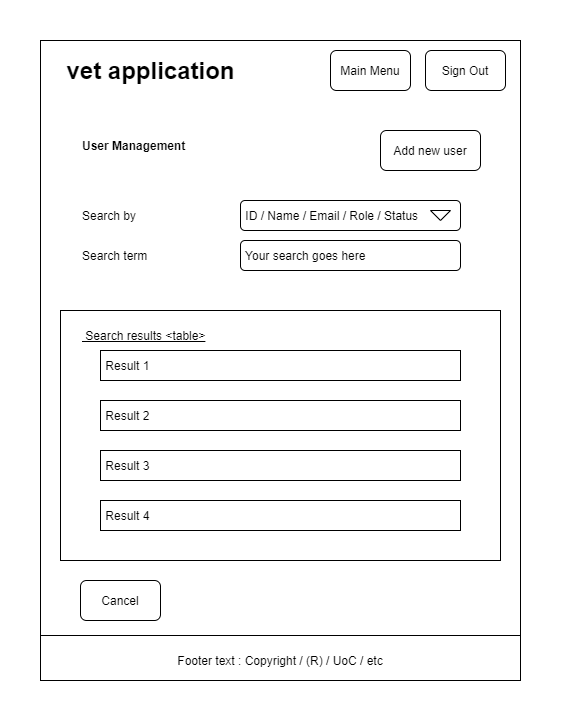 vet application
Main Menu
Sign Out
User Management
Add new user
Search by
ID / Name / Email / Role / Status
Search term
Your search goes here
Search results <table>
Result 1
Result 2
Result 3
Result 4
Cancel
Footer text : Copyright / (R) / UoC / etc